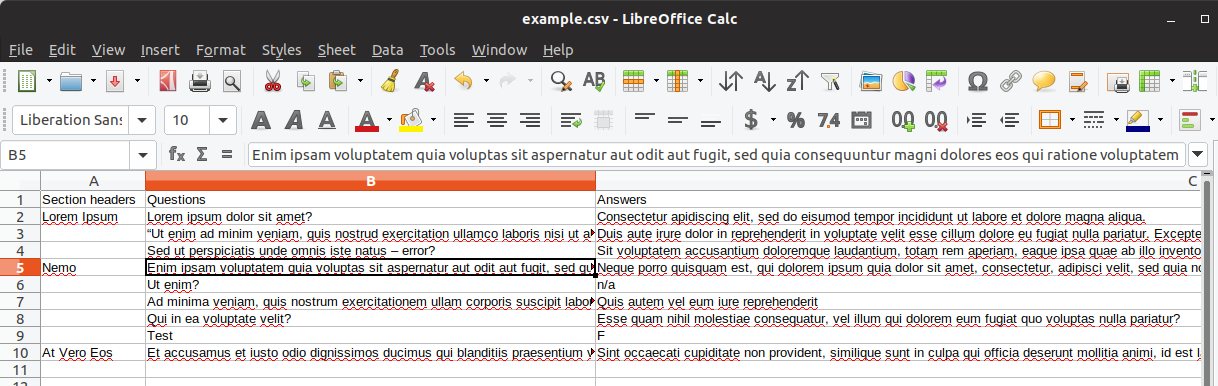 example.csv - LibreOffice Calc
File Edit View Insert Format Styles Sheet Data Tools Window Help
Liberation Sans 10
B5 Enim ipsam voluptatem quia voluptas sit aspernatur aut odit aut fugit, sed quia consequuntur magni dolores eos qui ratione voluptatem
A B C
1 Section headers Questions Answers
2 Lorem Ipsum Lorem ipsum dolor sit amet? Consectetur apidiscing elit, sed do eisumod tempor incididunt ut labore et dolore magna aliqua.
3 “Ut enim ad minim veniam, quis nostrud exercitation ullamco laboris nisi ut a Duis aute irure dolor in reprehenderit in voluptate velit esse cillum dolore eu fugiat nulla pariatur. Excepte
4 Sed ut perspiciatis unde omnis iste natus – error? Sit voluptatem accusantium doloremque laudantium, totam rem aperiam, eaque ipsa quae ab illo invento
5 Nemo Enim ipsam voluptatem quia voluptas sit aspernatur aut odit aut fugit, sed qu Neque porro quisquam est, qui dolorem ipsum quia dolor sit amet, consectetur, adipisci velit, sed quia no
6 Ut enim? n/a
7 Ad minima veniam, quis nostrum exercitationem ullam corporis suscipit labor Quis autem vel eum iure reprehenderit
8 Qui in ea voluptate velit? Esse quam nihil molestiae consequatur, vel illum qui dolorem eum fugiat quo voluptas nulla pariatur?
9 Test F
10 At Vero Eos Et accusamus et iusto odio dignissimos ducimus qui blanditiis praesentium v Sint occaecati cupiditate non provident, similique sunt in culpa qui officia deserunt mollitia animi, id est l
11